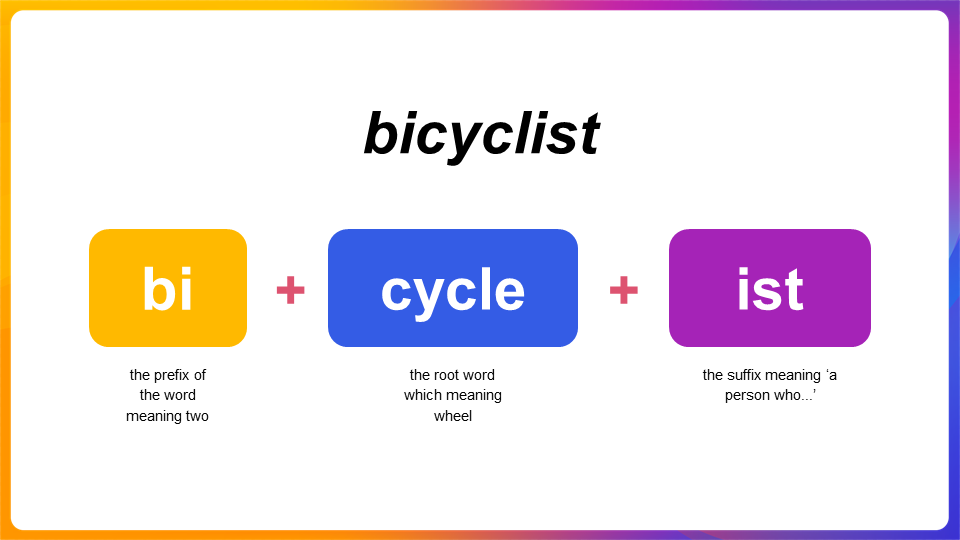 bicyclist
bi + cycle + ist
the prefix of
the word
meaning two
the root word
which meaning
wheel
the suffix meaning ‘a
person who...’